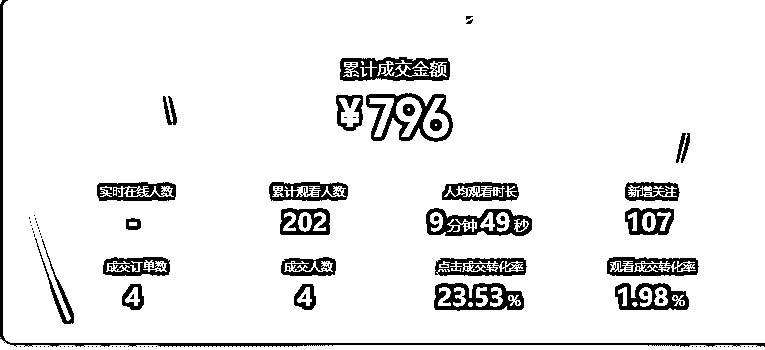 累计成交金额
¥796
实时在线人数 累计观看人数 人均观看时长 新增关注
- 202 9分钟49秒 107
成交订单数 成交人数 点击成交转化率 观看成交转化率
4 4 23.53% 1.98%